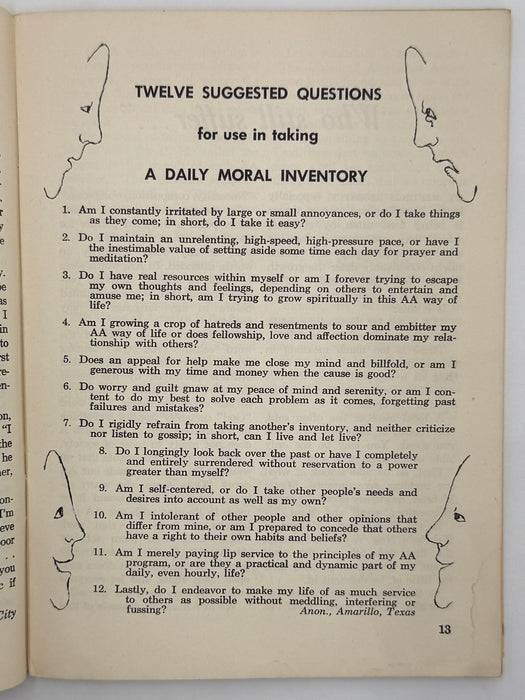 TWELVE SUGGESTED QUESTIONS
for use in taking
A DAILY MORAL INVENTORY
1. Am I constantly irritated by large or small annoyances, or do I take things
as they come; in short, do I take it easy?
2. Do I maintain an unrelenting, high-speed, high-pressure pace, or have I
the inestimable value of setting aside some time each day for prayer and
meditation?
3. Do I have real resources within myself or am I forever trying to escape
my own thoughts and feelings, depending on others to entertain and
amuse me; in short, am I trying to grow spiritually in this AA way of
life?
4. Am I growing a crop of hatreds and resentments to sour and embitter my
AA way of life or does fellowship, love and affection dominate my rela-
tionship with others?
5. Does an appeal for help make me close my mind and billfold, or am I
generous with my time and money when the cause is good?
6. Do worry and guilt gnaw at my peace of mind and serenity, or am I con-
tent to do my best to solve each problem as it comes, forgetting past
failures and mistakes?
7. Do I rigidly refrain from taking another's inventory, and neither criticize
nor listen to gossip; in short, can I live and let live?
8. Do I longingly look back over the past or have I completely
and entirely surrendered without reservation to a power
greater than myself?
9. Am I self-centered, or do I take other people's needs and
desires into account as well as my own?
10. Am I intolerant of other people and other opinions that
differ from mine, or am I prepared to concede that others
have a right to their own habits and beliefs?
11. Am I merely paying lip service to the principles of my AA
program, or are they a practical and dynamic part of my
daily, even hourly, life?
12. Lastly, do I endeavor to make my life of as much service
to others as possible without meddling, interfering or
fussing? Anon., Amarillo, Texas
13